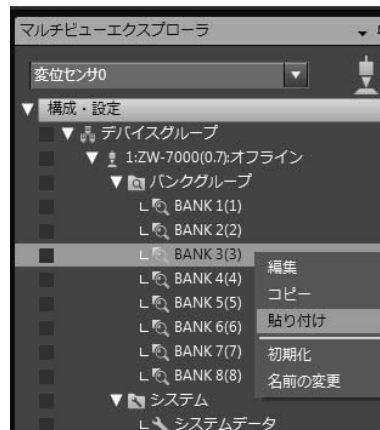 マルチビューエクスプローラ
変位センサ0
構成・設定
デバイスグループ
1:ZW-7000(0.7):オフライン
バンクグループ
BANK 1(1)
BANK 2(2)
BANK 3(3)
編集
BANK 4(4)
コピー
BANK 5(5)
貼り付け
BANK 6(6)
BANK 7(7)
初期化
BANK 8(8)
名前の変更
システム
システムデータ